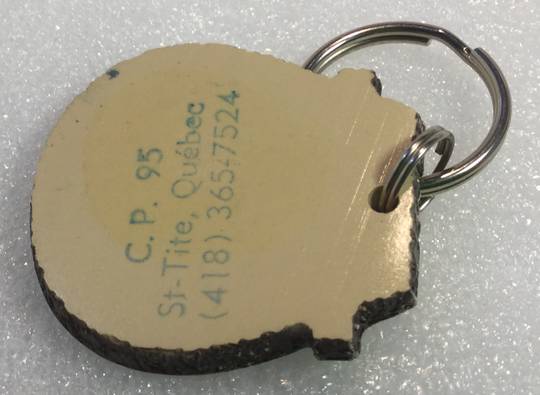 C. P. 95
St-Tite, Québec
(418) 365-7524